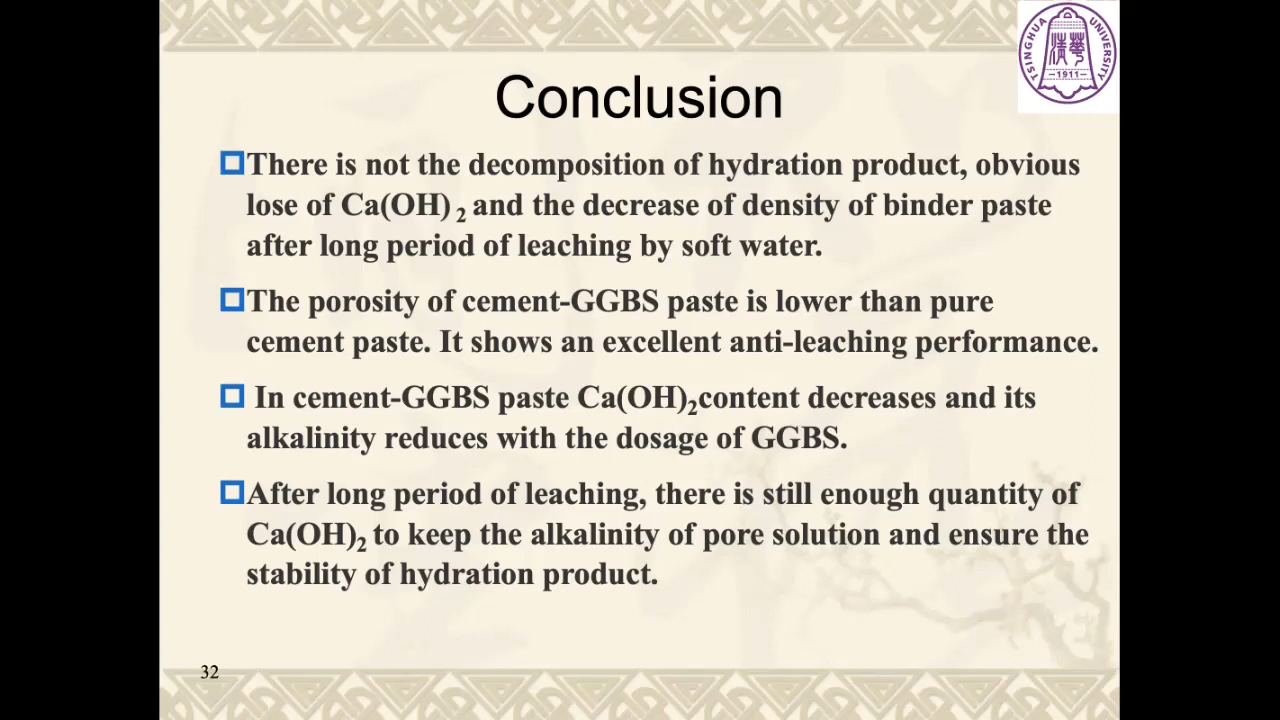 TSINGHUA UNIVERSITY
清華
—1911—
Conclusion
There is not the decomposition of hydration product, obvious
lose of Ca(OH) 2 and the decrease of density of binder paste
after long period of leaching by soft water.
The porosity of cement-GGBS paste is lower than pure
cement paste. It shows an excellent anti-leaching performance.
In cement-GGBS paste Ca(OH)2content decreases and its
alkalinity reduces with the dosage of GGBS.
After long period of leaching, there is still enough quantity of
Ca(OH)2 to keep the alkalinity of pore solution and ensure the
stability of hydration product.
32